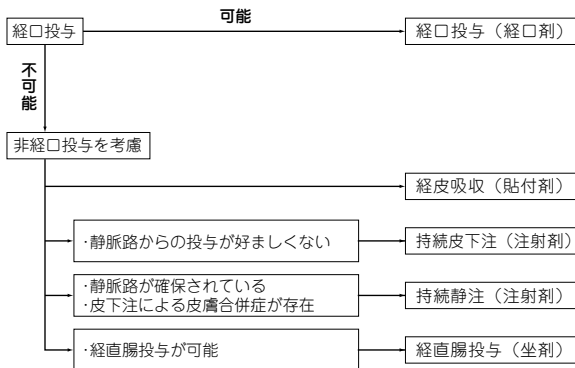 可能
経口投与
経口投与（経口剤）
不可能
非経口投与を考慮
経皮吸収（貼付剤）
･静脈路からの投与が好ましくない
持続皮下注（注射剤）
･静脈路が確保されている
･皮下注による皮膚合併症が存在
持続静注（注射剤）
･経直腸投与が可能
経直腸投与（坐剤）